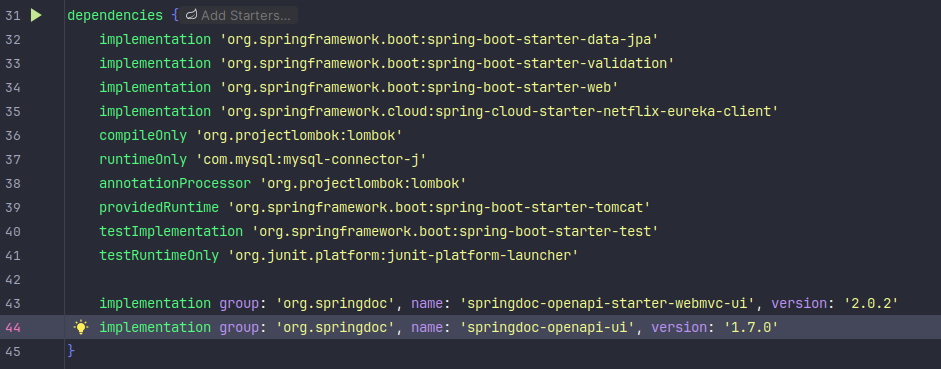 31 dependencies { Add Starters...
32 implementation 'org.springframework.boot:spring-boot-starter-data-jpa'
33 implementation 'org.springframework.boot:spring-boot-starter-validation'
34 implementation 'org.springframework.boot:spring-boot-starter-web'
35 implementation 'org.springframework.cloud:spring-cloud-starter-netflix-eureka-client'
36 compileOnly 'org.projectlombok:lombok'
37 runtimeOnly 'com.mysql:mysql-connector-j'
38 annotationProcessor 'org.projectlombok:lombok'
39 providedRuntime 'org.springframework.boot:spring-boot-starter-tomcat'
40 testImplementation 'org.springframework.boot:spring-boot-starter-test'
41 testRuntimeOnly 'org.junit.platform:junit-platform-launcher'
42
43 implementation group: 'org.springdoc', name: 'springdoc-openapi-starter-webmvc-ui', version: '2.0.2'
44 implementation group: 'org.springdoc', name: 'springdoc-openapi-ui', version: '1.7.0'
45 }